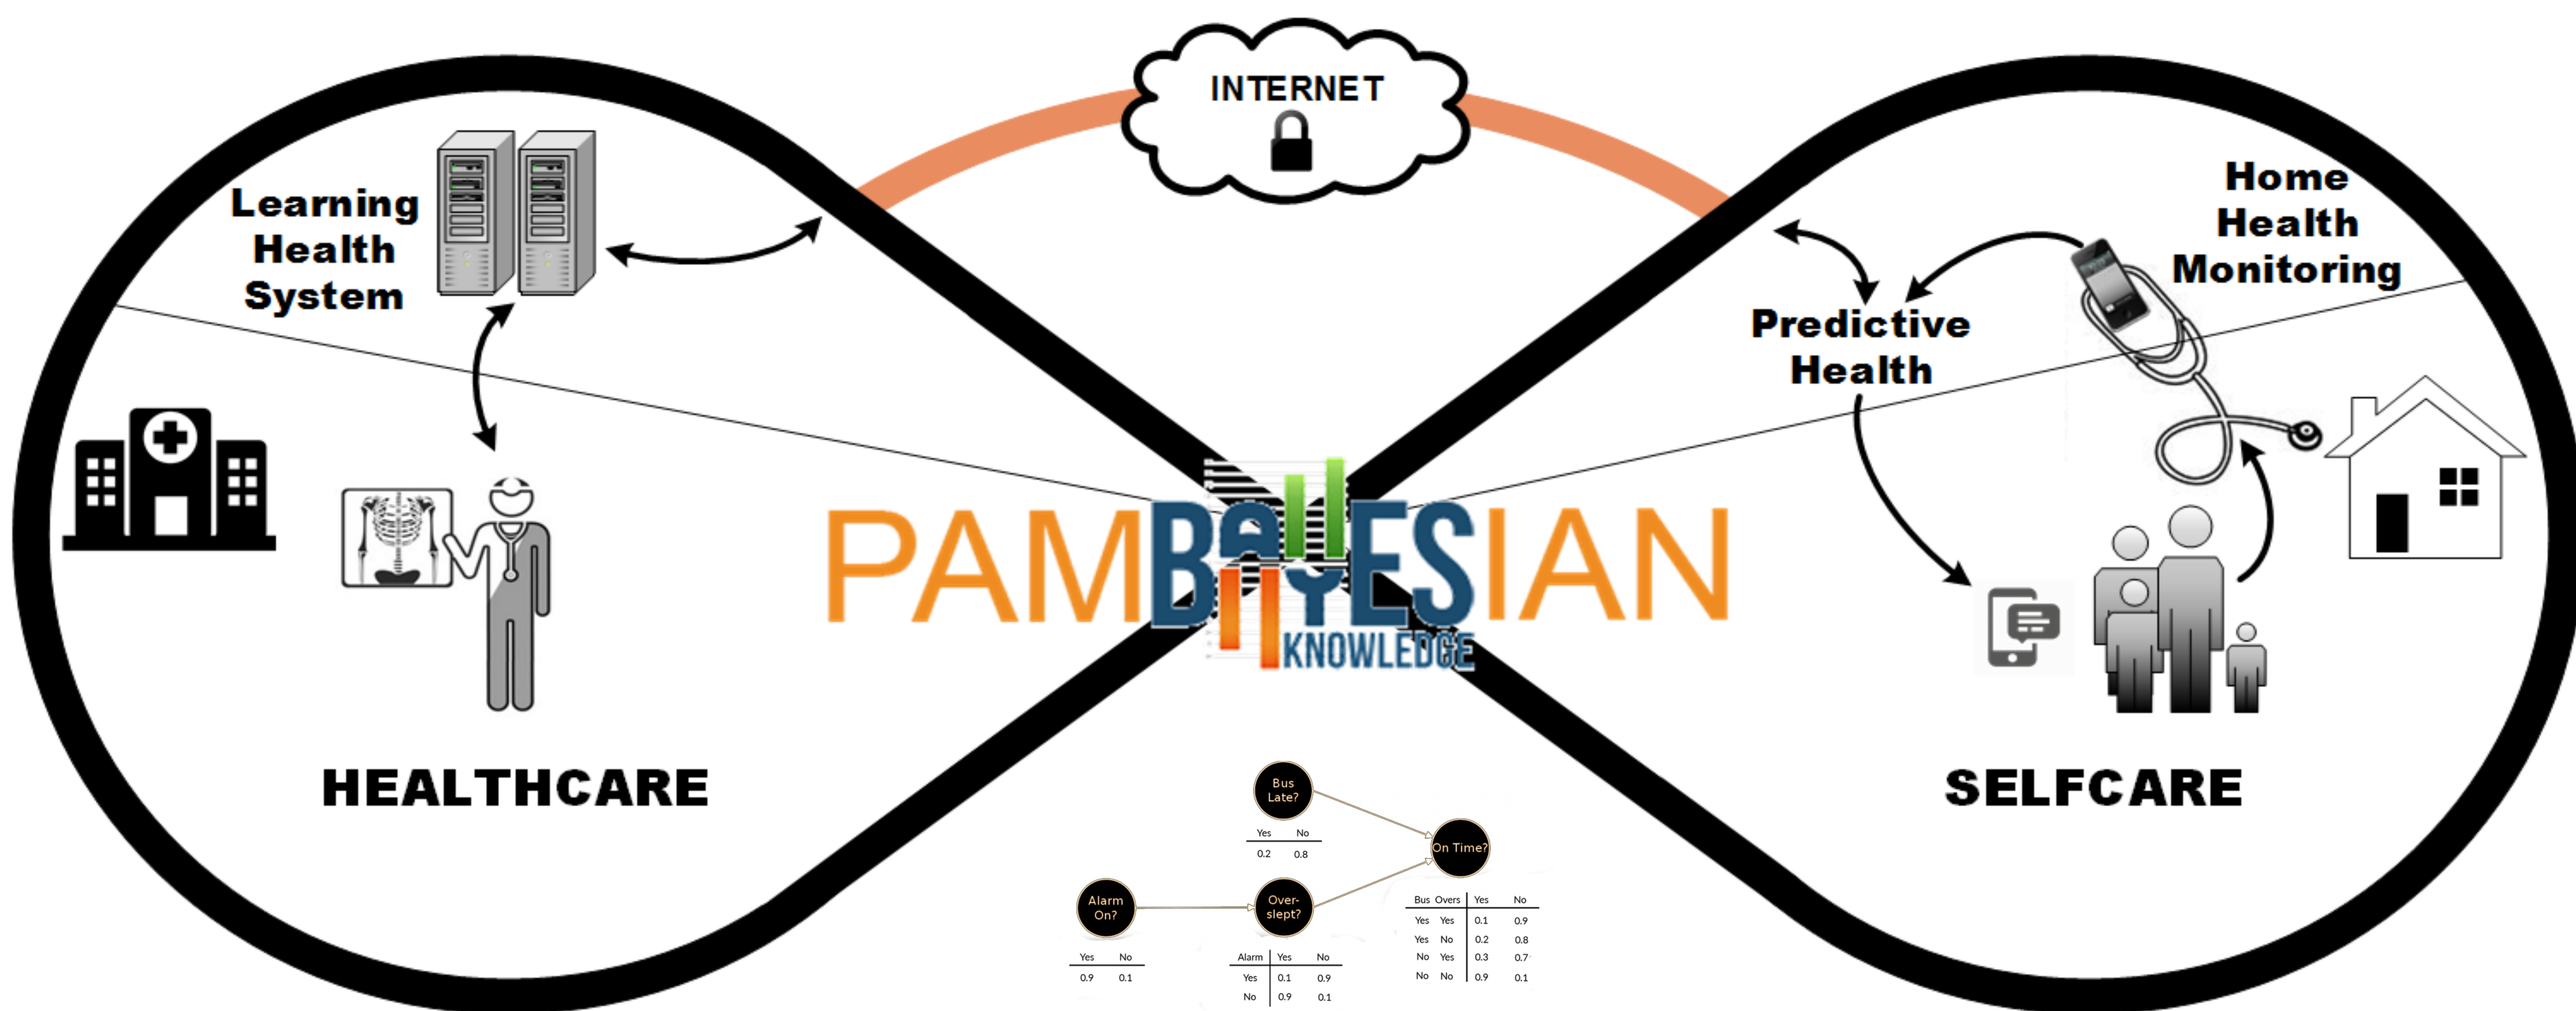 INTERNET
Learning
Health
System
Home
Health
Monitoring
Predictive
Health
PAMBAYESIAN
KNOWLEDGE
HEALTHCARE
SELFCARE
Bus
Late?
Yes No
0.2 0.8
On Time?
Alarm
On?
Yes No
0.9 0.1
Over-
slept?
Alarm Yes No
Yes 0.1 0.9
No 0.9 0.1
Bus Overs Yes No
Yes Yes 0.1 0.9
Yes No 0.2 0.8
No Yes 0.3 0.7
No No 0.9 0.1